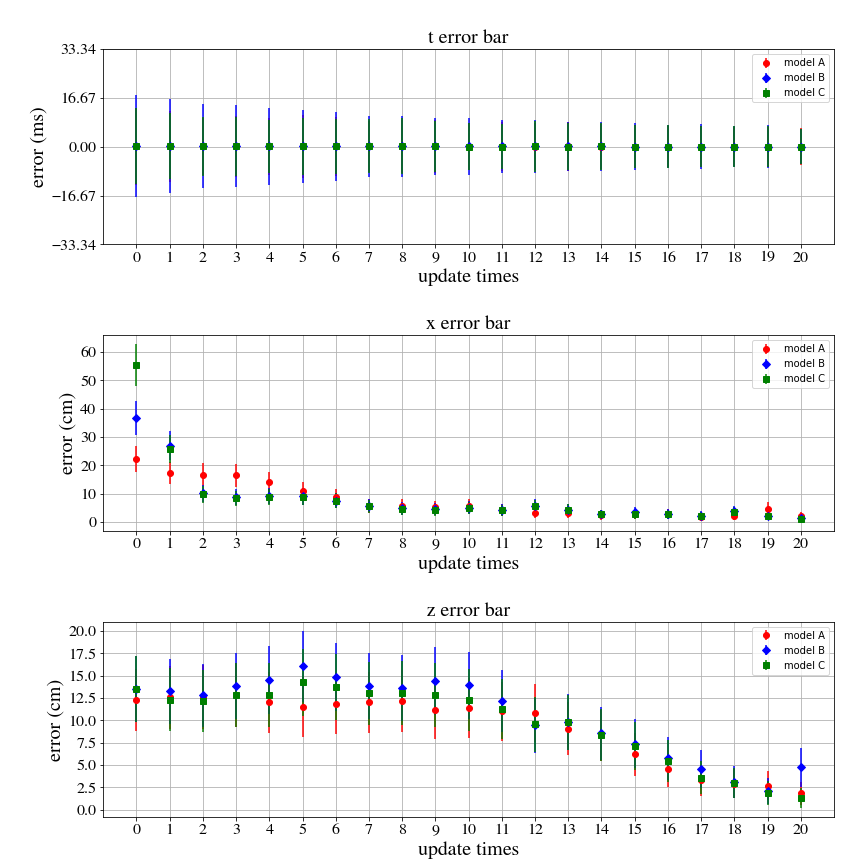 t error bar
33.34
16.67
0.00
−16.67
−33.34
error (ms)
model A
model B
model C
0 1 2 3 4 5 6 7 8 9 10 11 12 13 14 15 16 17 18 19 20
update times
x error bar
60
50
40
30
20
10
0
error (cm)
model A
model B
model C
0 1 2 3 4 5 6 7 8 9 10 11 12 13 14 15 16 17 18 19 20
update times
z error bar
20.0
17.5
15.0
12.5
10.0
7.5
5.0
2.5
0.0
error (cm)
model A
model B
model C
0 1 2 3 4 5 6 7 8 9 10 11 12 13 14 15 16 17 18 19 20
update times